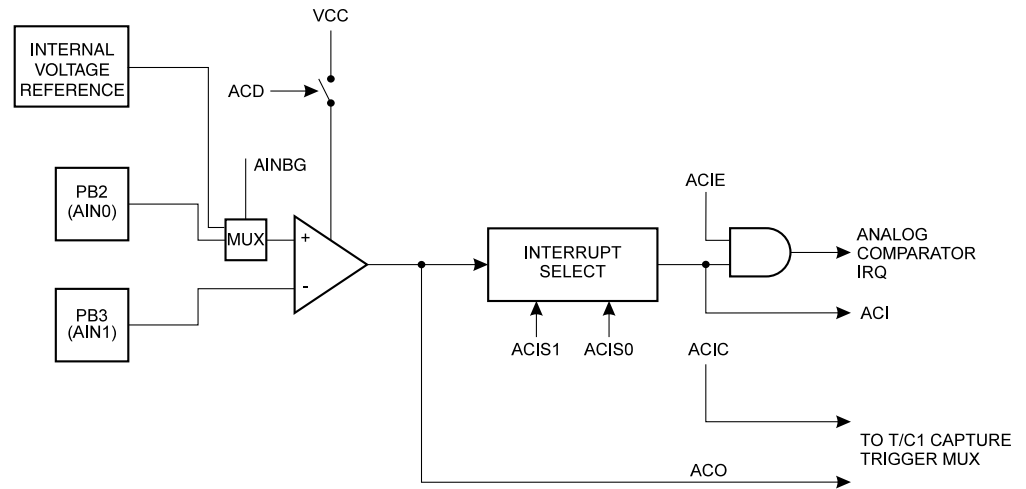 VCC
INTERNAL
VOLTAGE
REFERENCE
ACD
AINBG
PB2
(AIN0)
MUX
+
-
PB3
(AIN1)
INTERRUPT
SELECT
ACIS1
ACIS0
ACIE
ANALOG
COMPARATOR
IRQ
ACI
ACIC
TO T/C1 CAPTURE
TRIGGER MUX
ACO